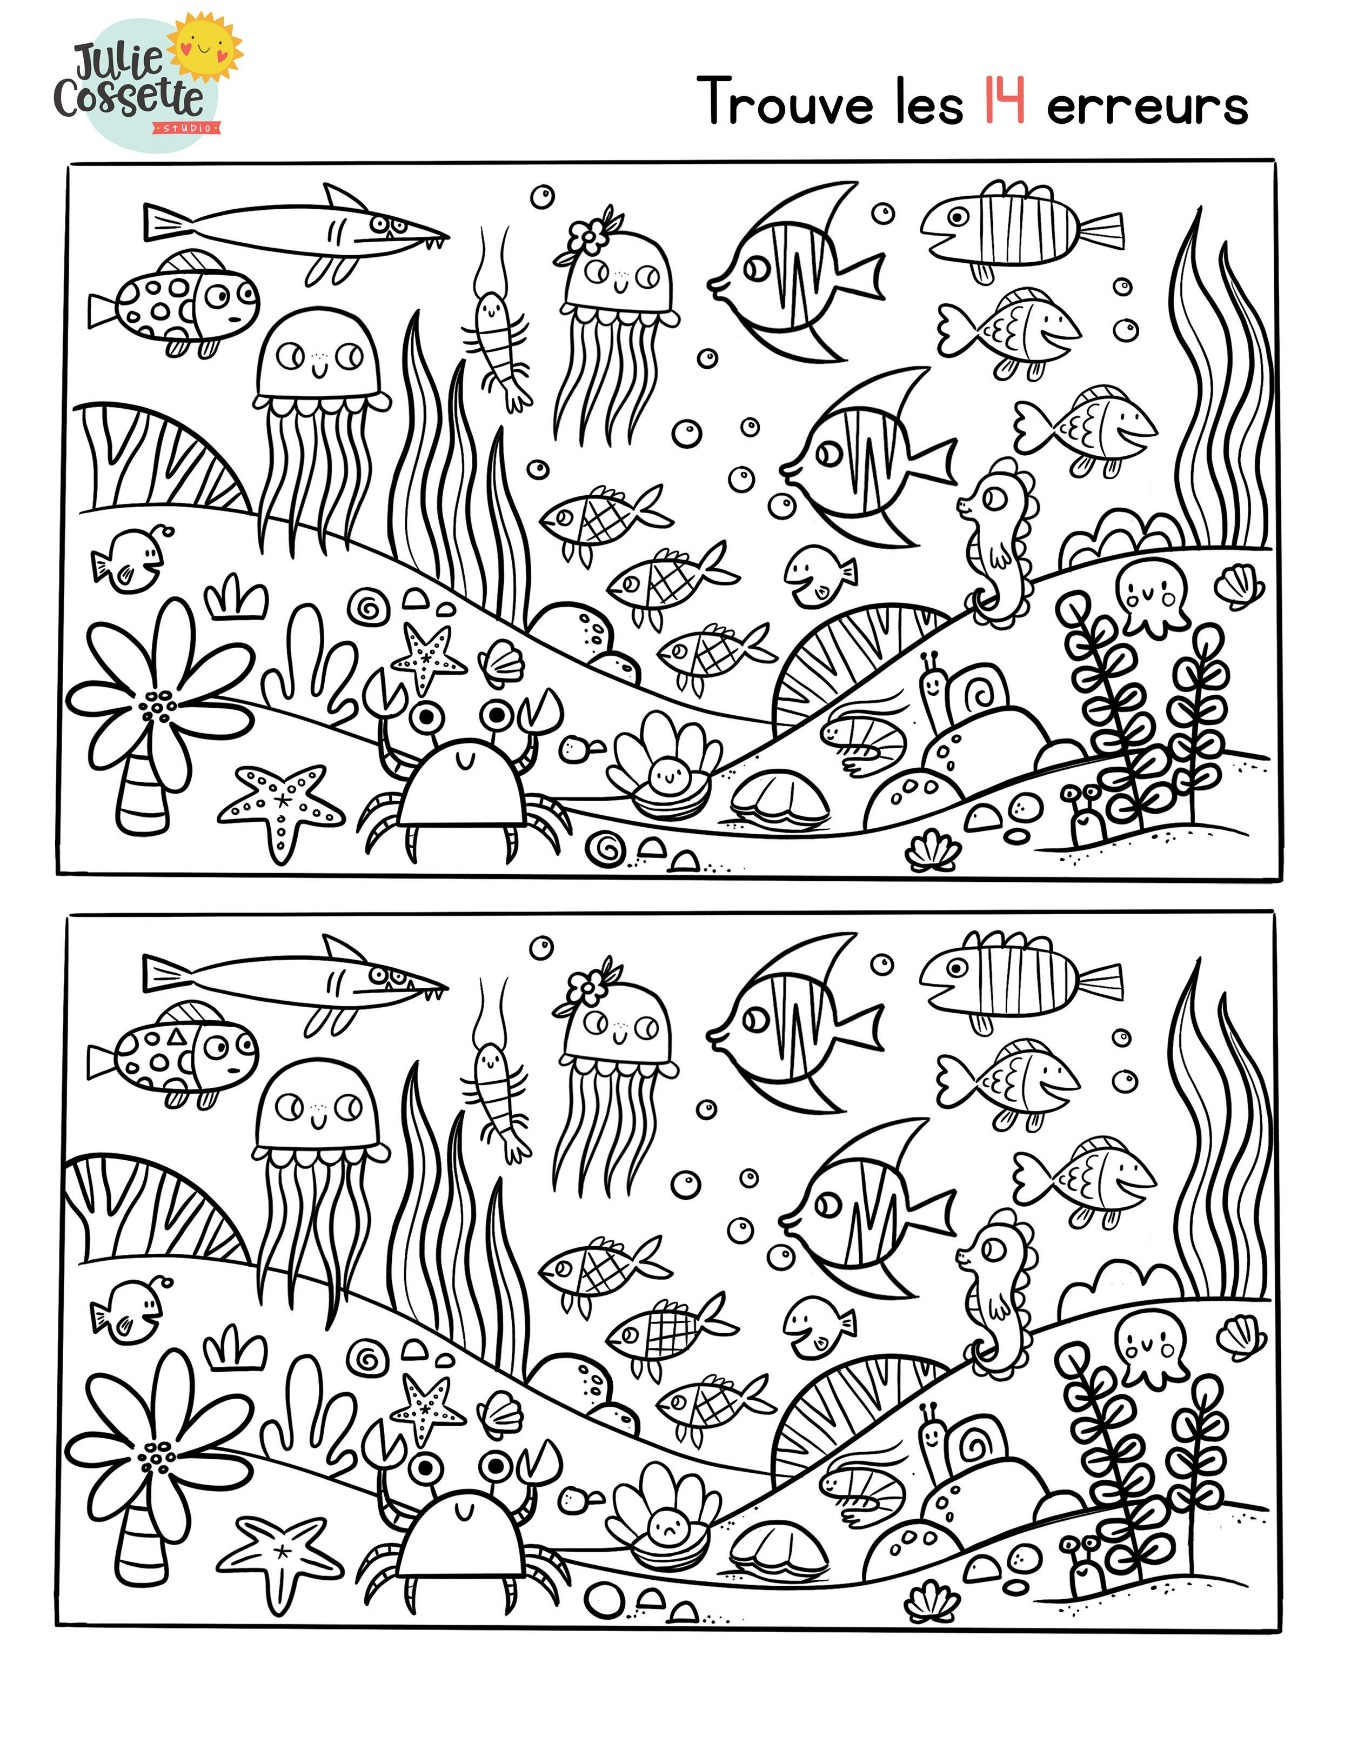 Julie
Cossette
• STUDIO •
Trouve les 14 erreurs